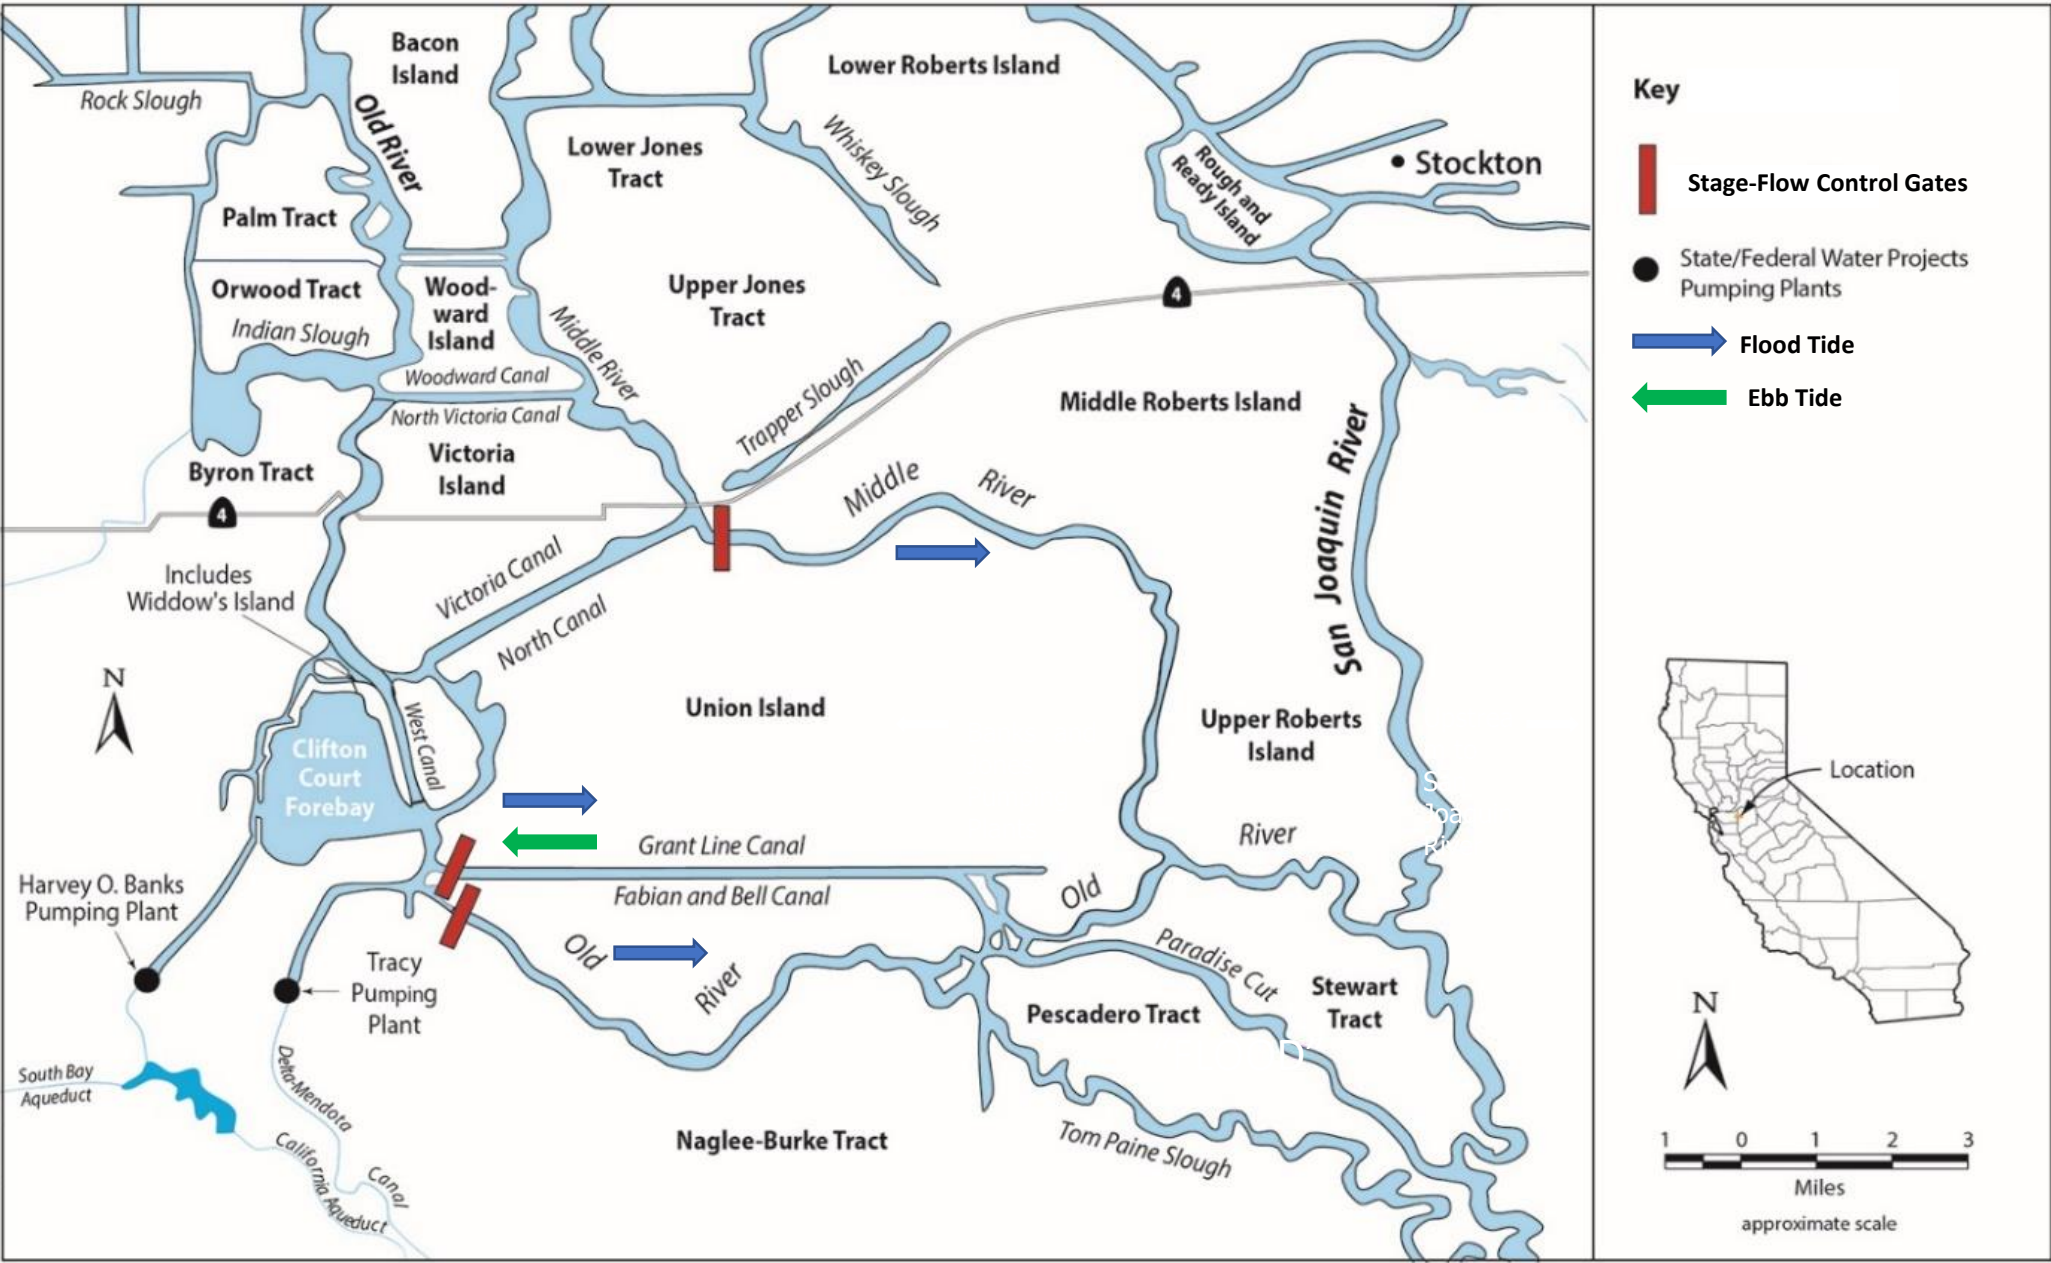 Bacon
Island
Lower Roberts Island
Rock Slough
Old River
Lower Jones
Tract
Whiskey Slough
Rough and
Ready Island
Stockton
Palm Tract
Orwood Tract
Indian Slough
Wood-
ward
Island
Woodward Canal
Middle River
Upper Jones
Tract
4
North Victoria Canal
Trapper Slough
Middle Roberts Island
San Joaquin River
Byron Tract
Victoria
Island
4
Middle River
Includes
Widdow's Island
Victoria Canal
North Canal
N
Union Island
Upper Roberts
Island
Clifton
Court
Forebay
West Canal
S
Joa
Ri
Grant Line Canal
Fabian and Bell Canal
River
Old
Harvey O. Banks
Pumping Plant
Tracy
Pumping
Plant
Old
River
Paradise Cut
Pescadero Tract
Stewart
Tract
D
South Bay
Aqueduct
Delta-Mendota
Canal
California Aqueduct
Naglee-Burke Tract
Tom Paine Slough
Key
Stage-Flow Control Gates
State/Federal Water Projects
Pumping Plants
Flood Tide
Ebb Tide
Location
N
1 0 1 2 3
Miles
approximate scale